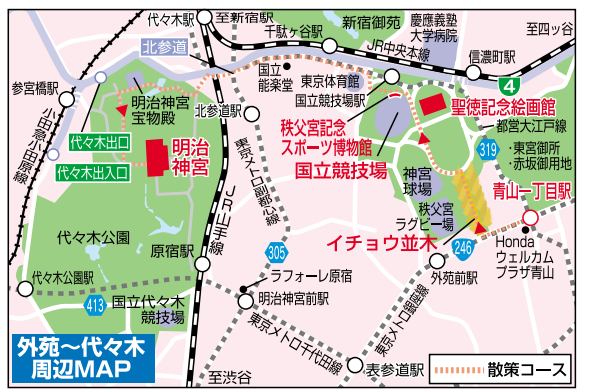 代々木駅
至新宿駅
新宿御苑
慶應義塾
大学病院
至四ッ谷
千駄ヶ谷駅
JR中央本線
信濃町駅
北参道
国立
能楽堂
東京体育館
国立競技場駅
4
聖徳記念絵画館
参宮橋駅
小田急小田原線
明治神宮
宝物殿
北参道駅
秩父宮記念
スポーツ博物館
国立競技場
都営大江戸線
319
・東宮御所
・赤坂御用地
代々木出口
代々木出入口
明治
神宮
東京メトロ副都心線
JR山手線
神宮
球場
秩父宮
ラグビー場
青山一丁目駅
イチョウ並木
246
Honda
ウェルカム
プラザ青山
代々木公園
原宿駅
305
外苑前駅
代々木公園駅
ラフォーレ原宿
明治神宮前駅
413
国立代々木
競技場
東京メトロ千代田線
東京メトロ銀座線
表参道駅
至渋谷
外苑〜代々木
周辺MAP
散策コース